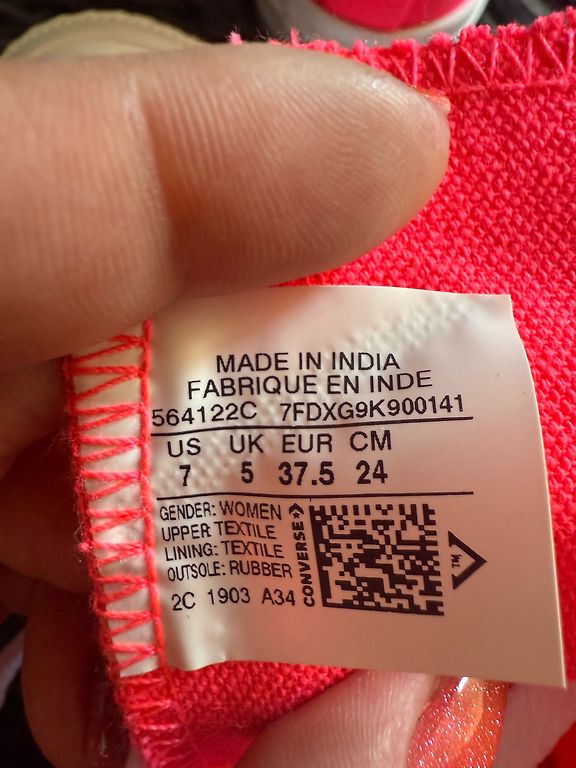 MADE IN INDIA
FABRIQUE EN INDE
564122C 7FDXG9K900141
US UK EUR CM
7 5 37.5 24
GENDER: WOMEN
UPPER: TEXTILE
LINING: TEXTILE
OUTSOLE: RUBBER
2C 1903 A34
CONVERSE
TM